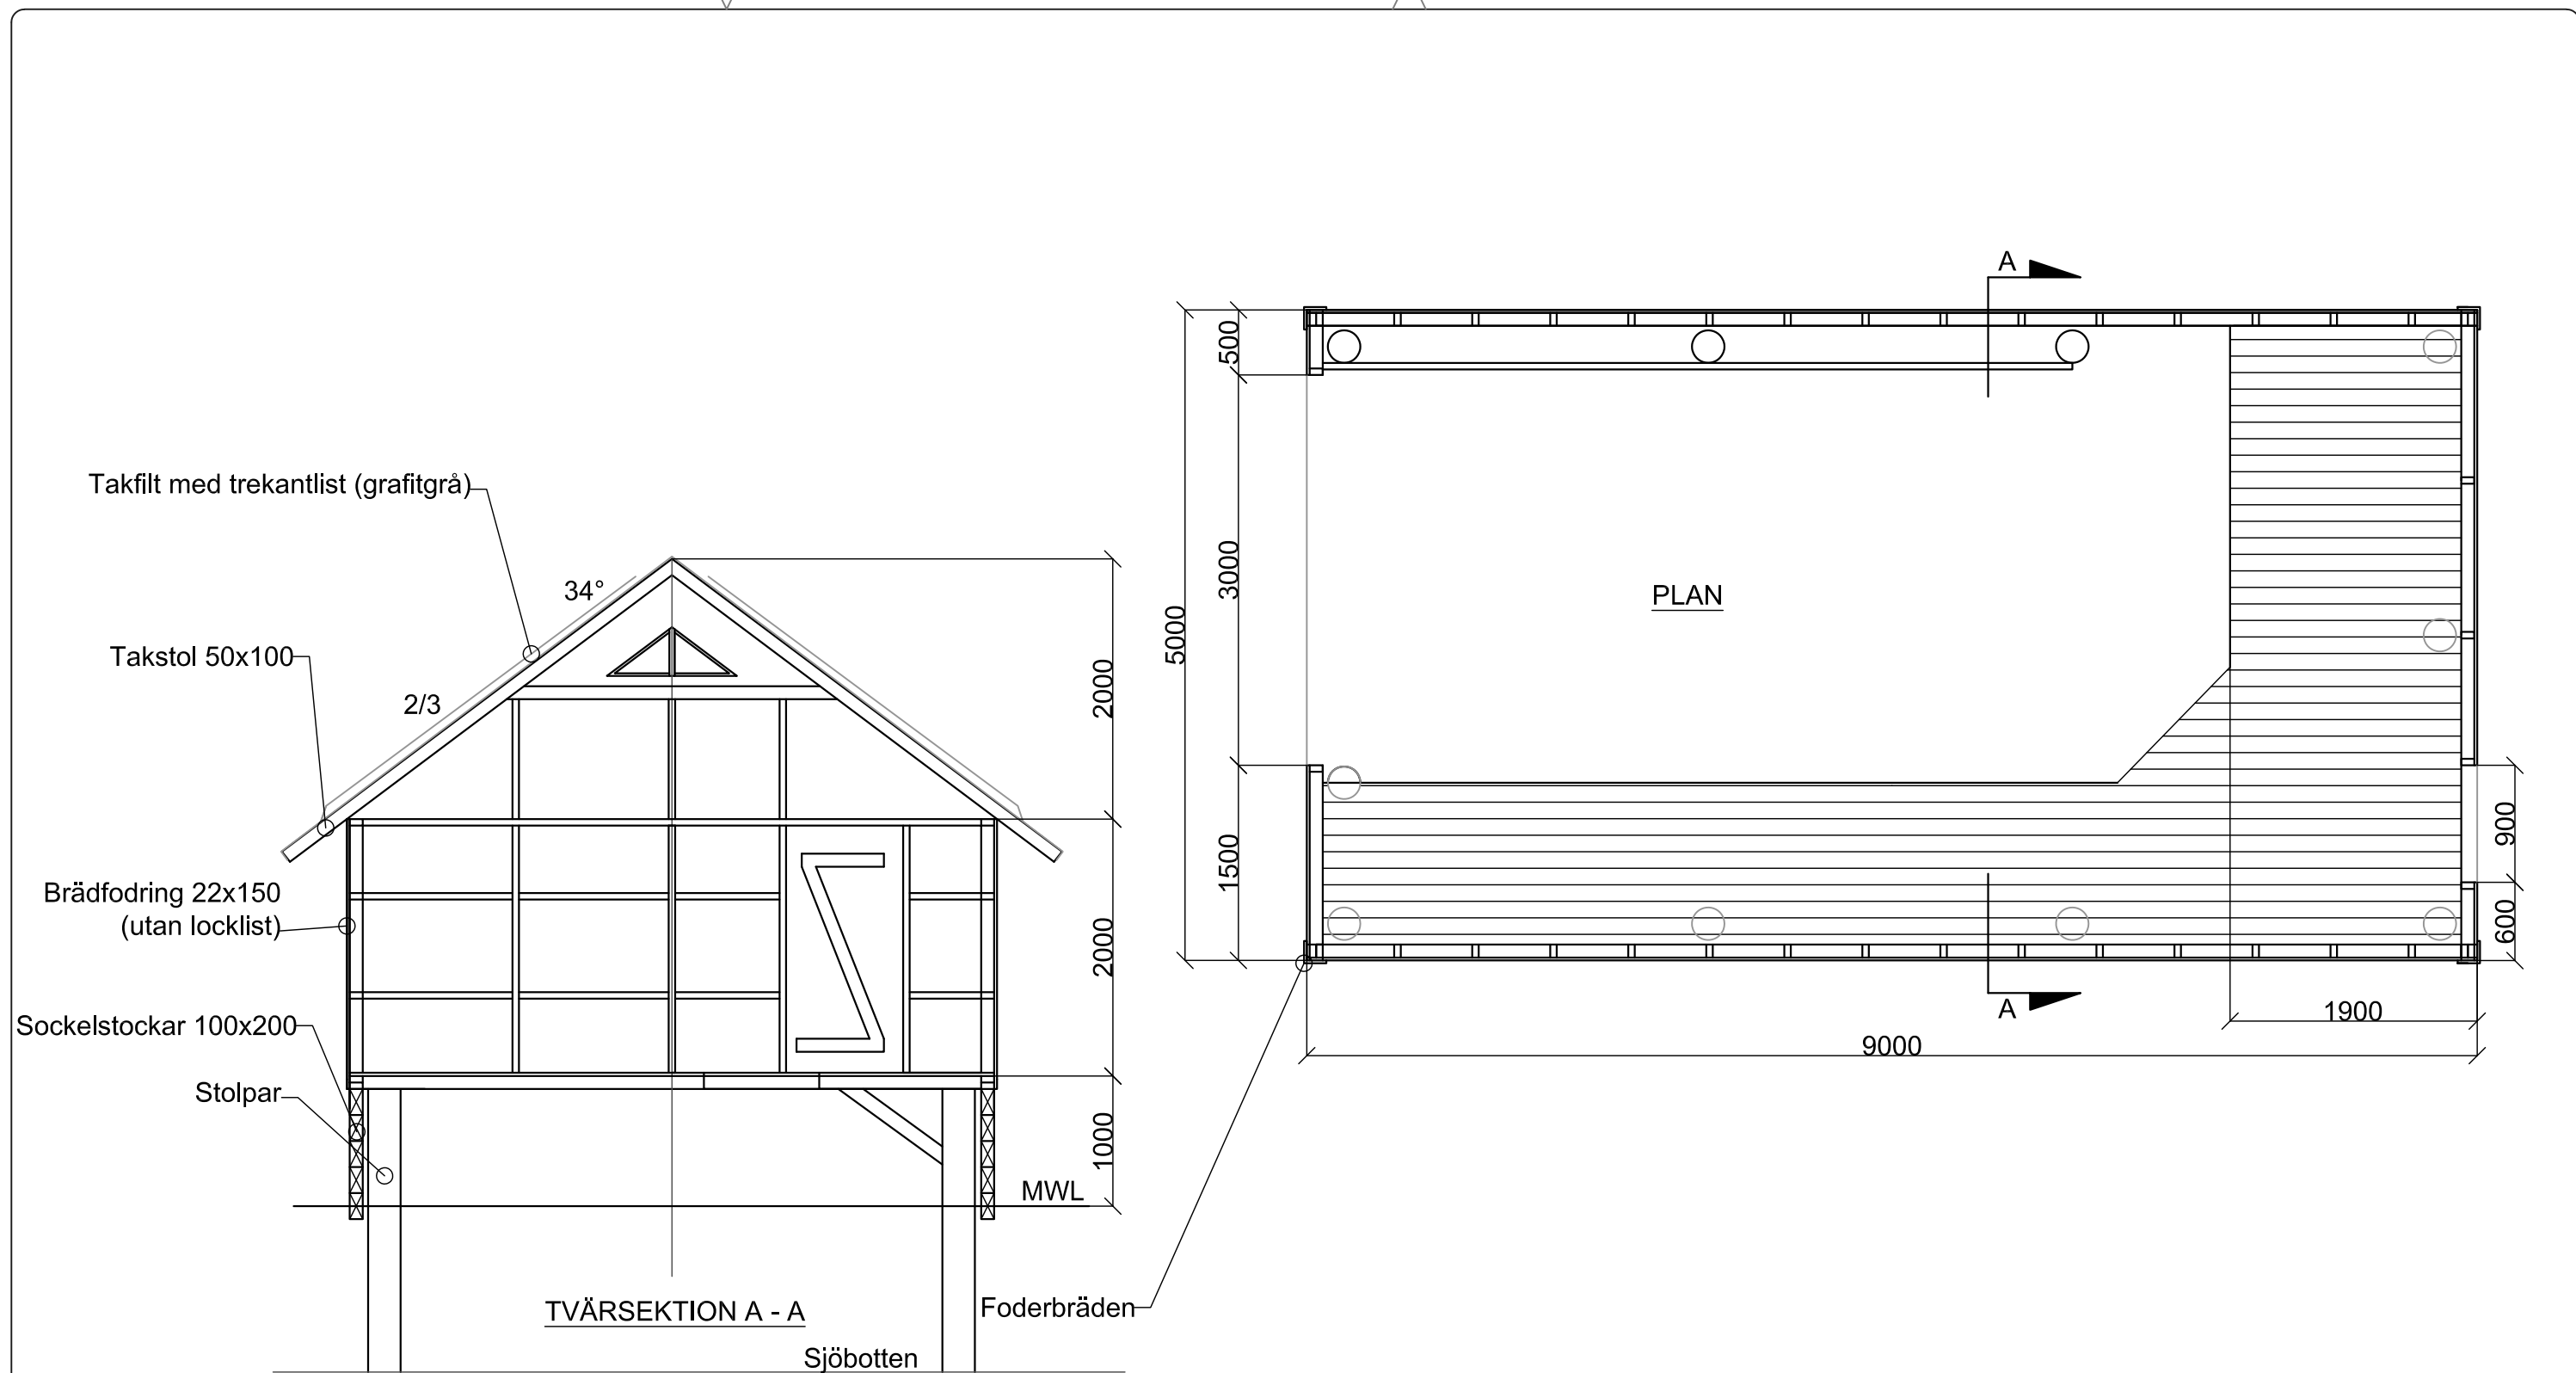 Takfilt med trekantlist (grafitgrå)
34°
Takstol 50x100
2/3
2000
Brädfodring 22x150
(utan locklist)
2000
Sockelstockar 100x200
Stolpar
1000
MWL
TVÄRSEKTION A - A
Sjöbotten
Foderbräden
A
500
3000
5000
PLAN
1500
900
600
A
1900
9000